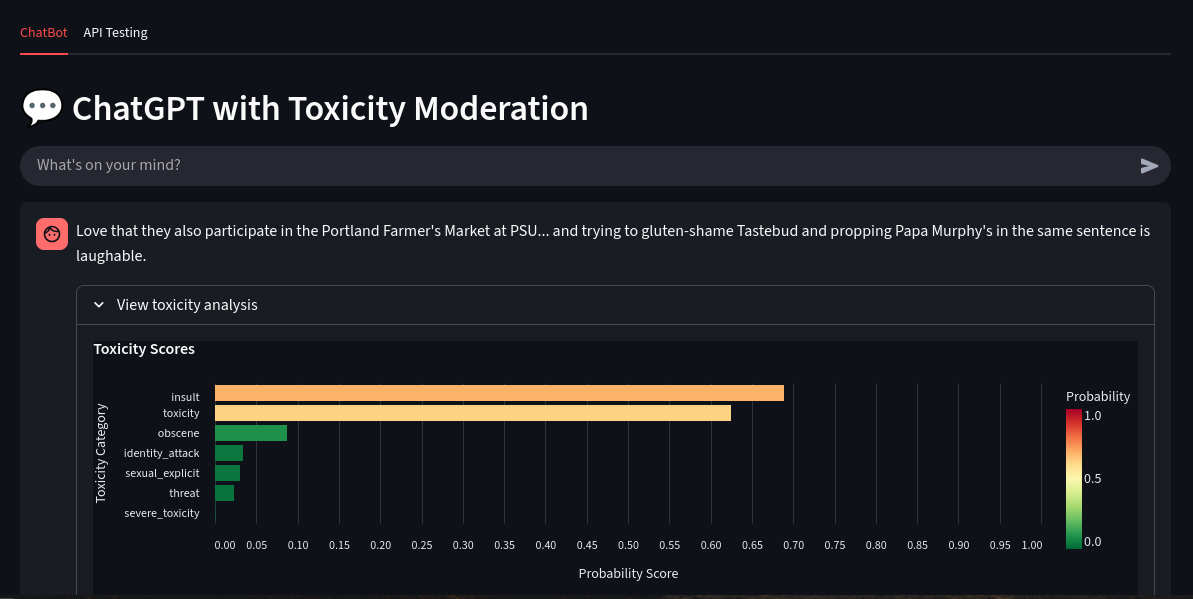 ChatBot API Testing
💬 ChatGPT with Toxicity Moderation
What's on your mind?
Love that they also participate in the Portland Farmer's Market at PSU... and trying to gluten-shame Tastebud and propping Papa Murphy's in the same sentence is
laughable.
View toxicity analysis
Toxicity Scores
Toxicity Category
insult
toxicity
obscene
identity_attack
sexual_explicit
threat
severe_toxicity
0.00 0.05 0.10 0.15 0.20 0.25 0.30 0.35 0.40 0.45 0.50 0.55 0.60 0.65 0.70 0.75 0.80 0.85 0.90 0.95 1.00
Probability Score
Probability
1.0
0.5
0.0